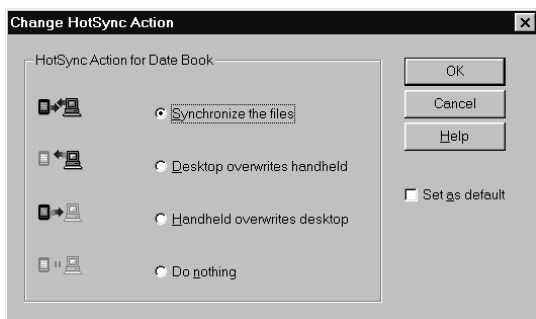 Change HotSync Action
HotSync Action for Date Book
Synchronize the files
Desktop overwrites handheld
Handheld overwrites desktop
Do nothing
OK
Cancel
Help
Set as default